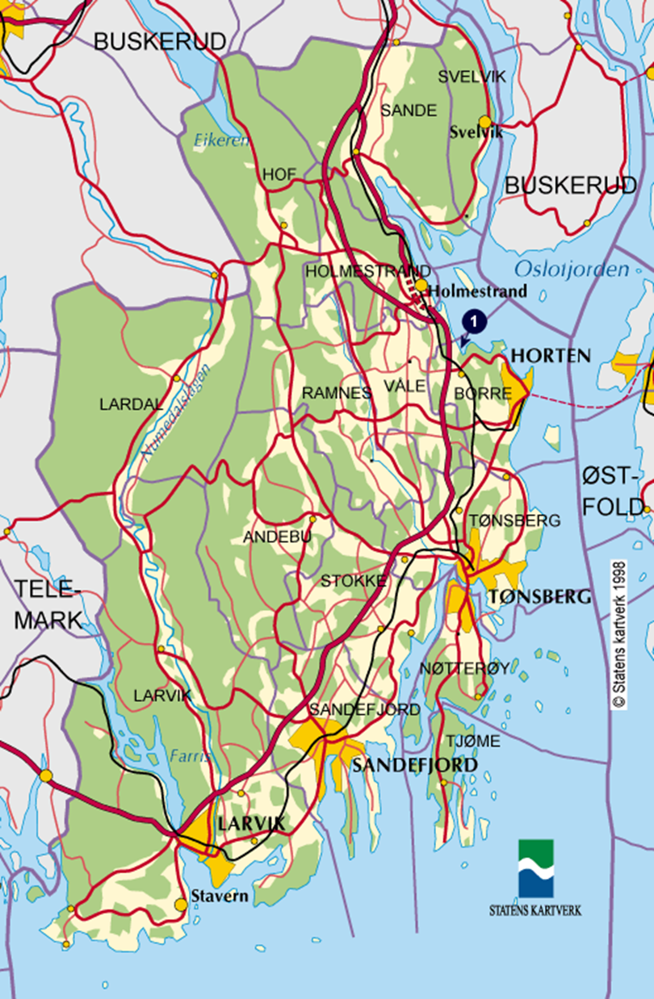 BUSKERUD
SVELVIK
SANDE
Svelvik
Eikeren
HOF
BUSKERUD
Oslofjorden
HOLMESTRAND
Holmestrand
1
HORTEN
LARDAL
Numedalslågen
RAMNES
VÅLE
BORRE
ØST-
FOLD
ANDEBU
TØNSBERG
STOKKE
TELE-
MARK
TØNSBERG
© Statens kartverk 1998
NØTTERØY
LARVIK
SANDEFJORD
TJØME
Farris
SANDEFJORD
LARVIK
Stavern
STATENS KARTVERK